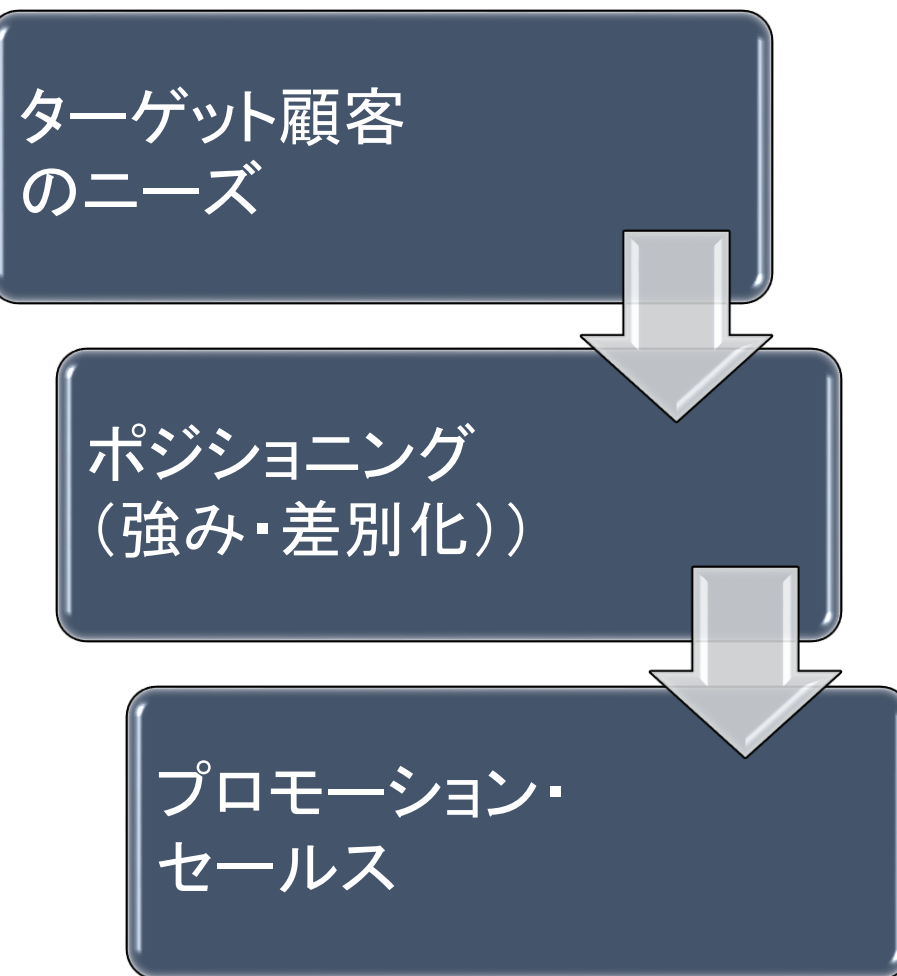 ターゲット顧客
のニーズ
ポジショニング
（強み・差別化））
プロモーション・
セールス